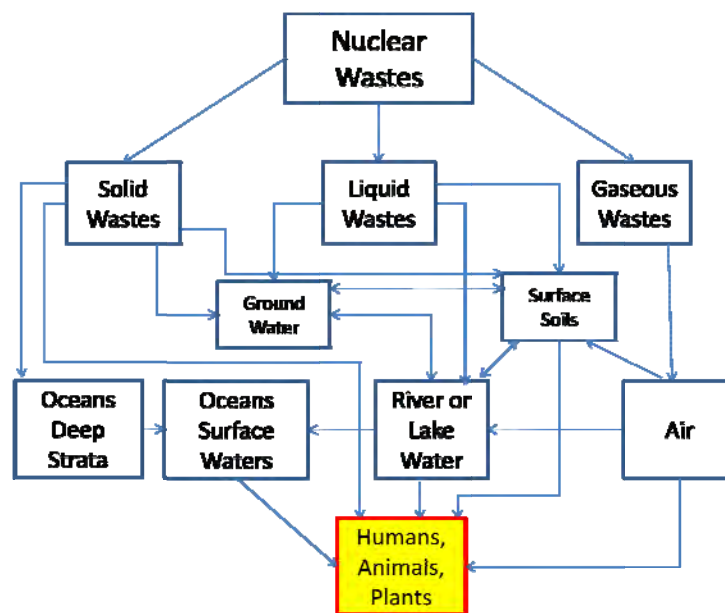 Nuclear
Wastes
Solid
Wastes
Liquid
Wastes
Gaseous
Wastes
Ground
Water
Surface
Soils
Oceans
Deep
Strata
Oceans
Surface
Waters
River or
Lake
Water
Air
Humans,
Animals,
Plants